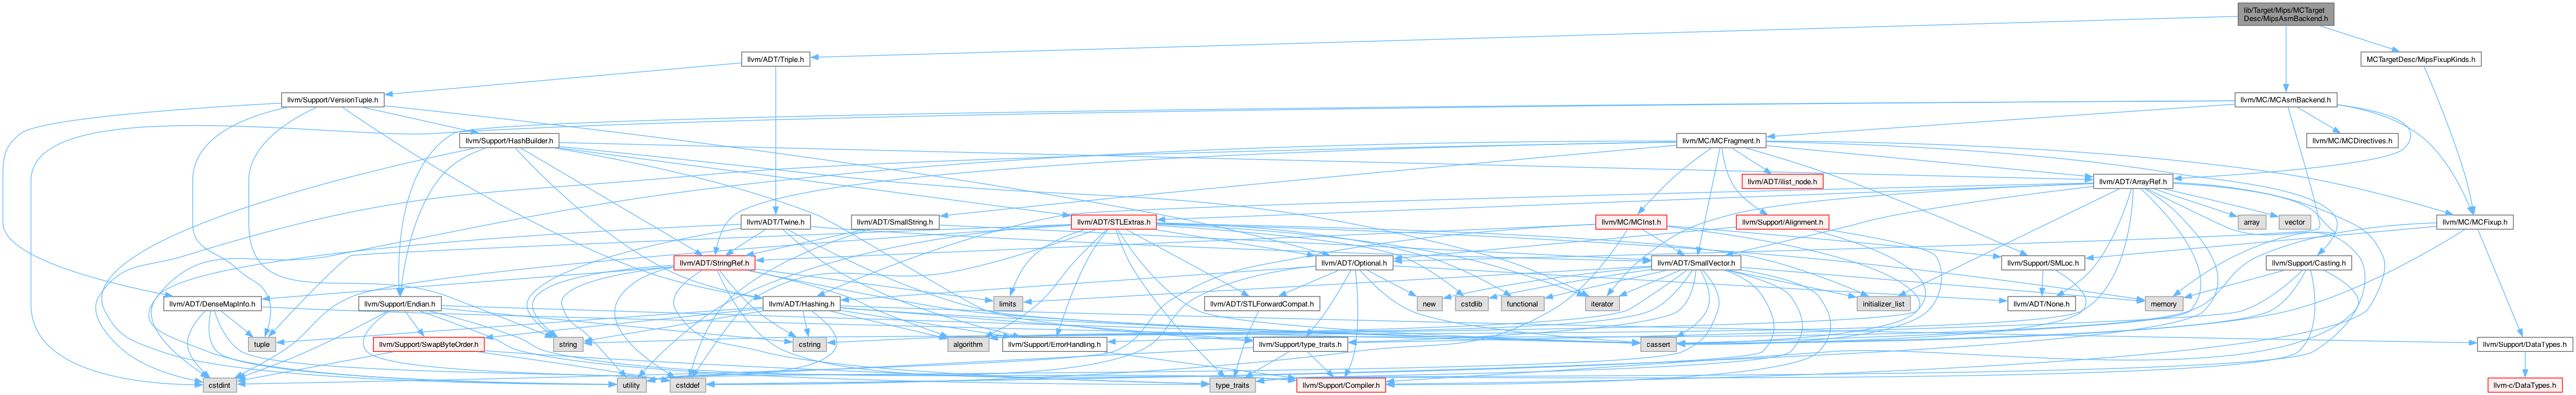 lib/Target/Mips/MCTarget
Desc/MipsAsmBackend.h
llvm/ADT/Triple.h
MCTargetDesc/MipsFixupKinds.h
llvm/Support/VersionTuple.h
llvm/MC/MCAsmBackend.h
llvm/Support/HashBuilder.h
llvm/MC/MCFragment.h
llvm/MC/MCDirectives.h
llvm/ADT/ilist_node.h
llvm/ADT/ArrayRef.h
llvm/ADT/Twine.h
llvm/ADT/SmallString.h
llvm/ADT/STLExtras.h
llvm/MC/MCInst.h
llvm/Support/Alignment.h
array
vector
llvm/MC/MCFixup.h
llvm/ADT/StringRef.h
llvm/ADT/Optional.h
llvm/ADT/SmallVector.h
llvm/Support/SMLoc.h
llvm/Support/Casting.h
llvm/ADT/DenseMapInfo.h
llvm/Support/Endian.h
llvm/ADT/Hashing.h
limits
llvm/ADT/STLForwardCompat.h
new
cstdlib
functional
iterator
initializer_list
llvm/ADT/None.h
memory
tuple
llvm/Support/SwapByteOrder.h
string
cstring
algorithm
llvm/Support/ErrorHandling.h
llvm/Support/type_traits.h
cassert
llvm/Support/DataTypes.h
cstdint
utility
cstddef
type_traits
llvm/Support/Compiler.h
llvm-c/DataTypes.h